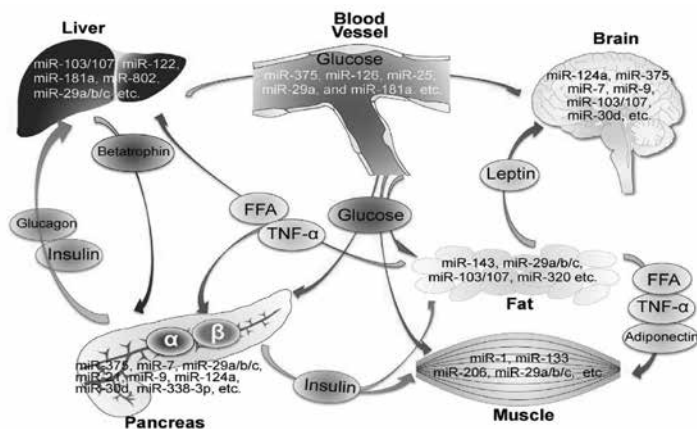 Blood
Vessel
Liver
Brain
Glucose
miR-375, miR-126, miR-25,
miR-29a, and miR-181a. etc.
miR-103/107, miR-122,
miR-181a, miR-802,
miR-29a/b/c etc.
miR-124a, miR-375,
miR-7, miR-9,
miR-103/107,
miR-30d, etc.
Betatrophin
Leptin
Glucagon
Insulin
FFA
TNF-α
Glucose
miR-143, miR-29a/b/c,
miR-103/107, miR-320 etc.
Fat
FFA
TNF-α
Adiponectin
α
β
miR-375, miR-7, miR-29a/b/c,
miR-21, miR-9, miR-124a,
miR-30d, miR-338-3p, etc.
Pancreas
Insulin
miR-1, miR-133
miR-206, miR-29a/b/c, etc
Muscle